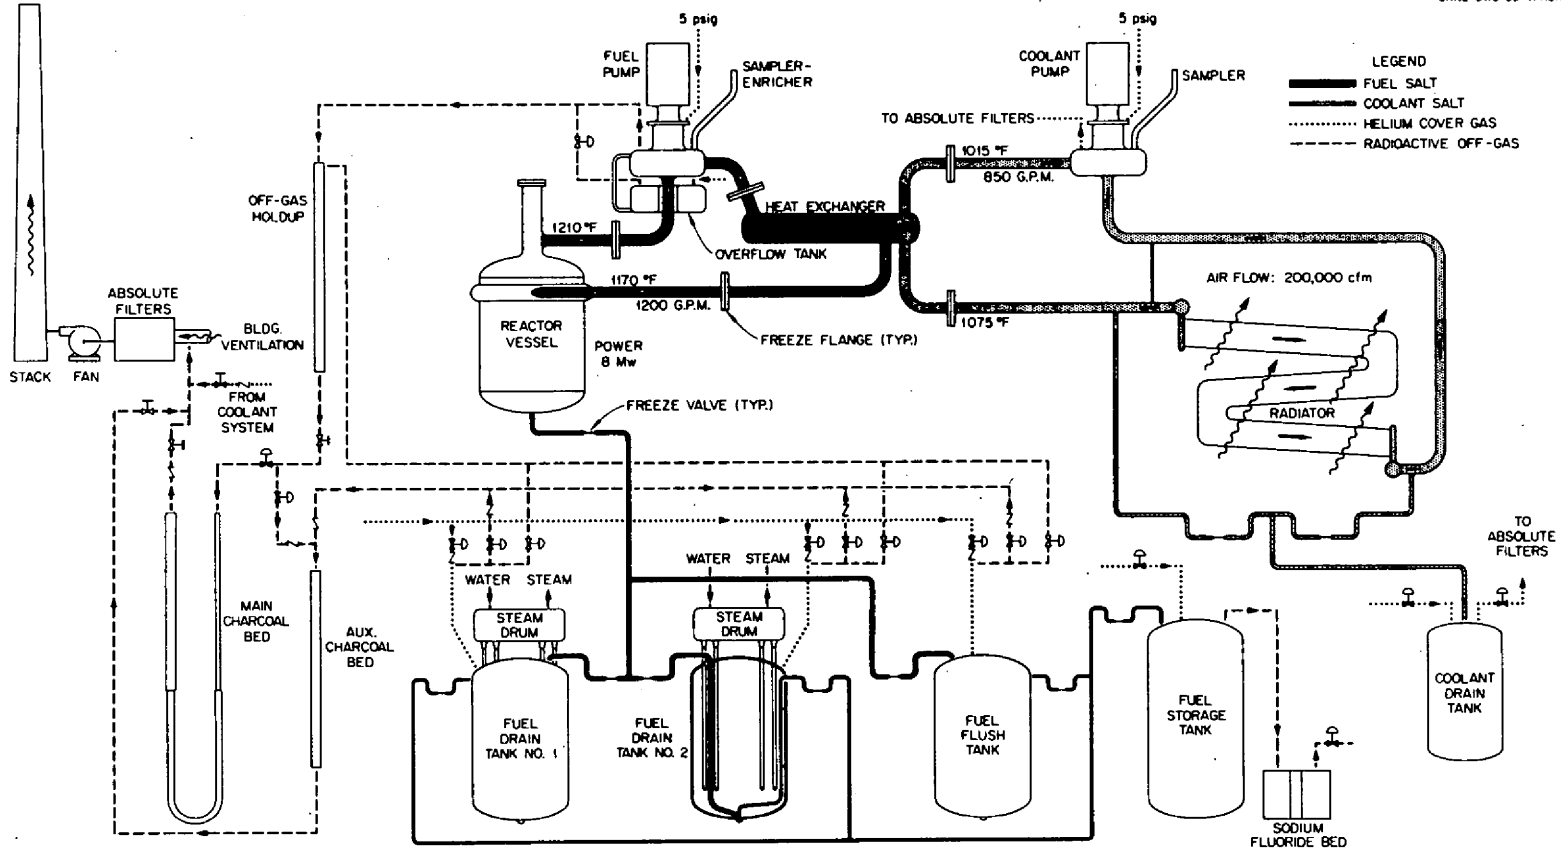 5 psig
5 psig
FUEL
PUMP
SAMPLER-
ENRICHER
COOLANT
PUMP
SAMPLER
LEGEND
FUEL SALT
COOLANT SALT
HELIUM COVER GAS
RADIOACTIVE OFF-GAS
TO ABSOLUTE FILTERS
1015 °F
850 G.P.M.
OFF-GAS
HOLDUP
HEAT EXCHANGER
1210 °F
OVERFLOW TANK
AIR FLOW: 200,000 cfm
1170 °F
1200 G.P.M.
1075 °F
ABSOLUTE
FILTERS
BLDG.
VENTILATION
REACTOR
VESSEL
POWER
8 Mw
FREEZE FLANGE (TYP.)
STACK
FAN
FROM
COOLANT
SYSTEM
FREEZE VALVE (TYP.)
RADIATOR
TO
ABSOLUTE
FILTERS
WATER
STEAM
WATER
STEAM
MAIN
CHARCOAL
BED
AUX.
CHARCOAL
BED
STEAM
DRUM
STEAM
DRUM
FUEL
DRAIN
TANK NO. 1
FUEL
DRAIN
TANK NO. 2
FUEL
FLUSH
TANK
FUEL
STORAGE
TANK
COOLANT
DRAIN
TANK
SODIUM
FLUORIDE BED